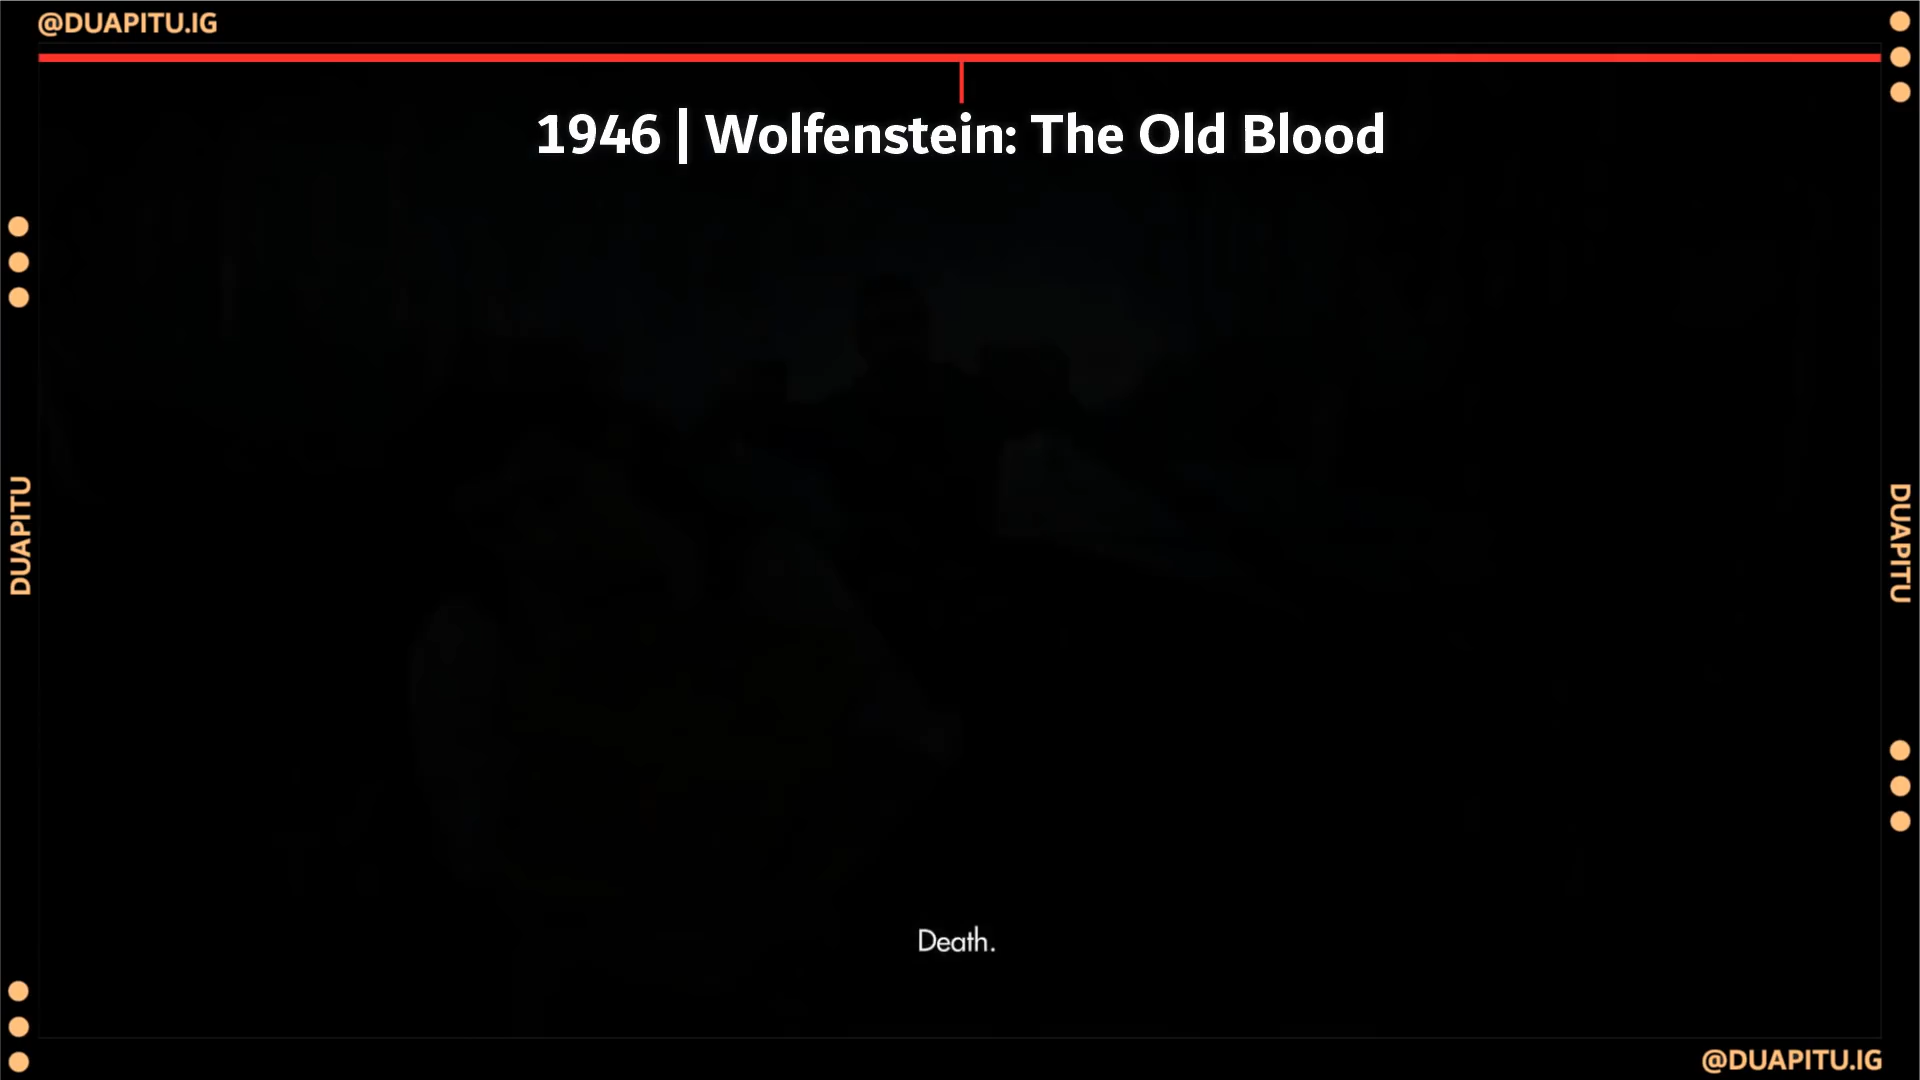 @DUAPITU.IG
1946 | Wolfenstein: The Old Blood
DUAPITU
DUAPITU
Death.
@DUAPITU.IG